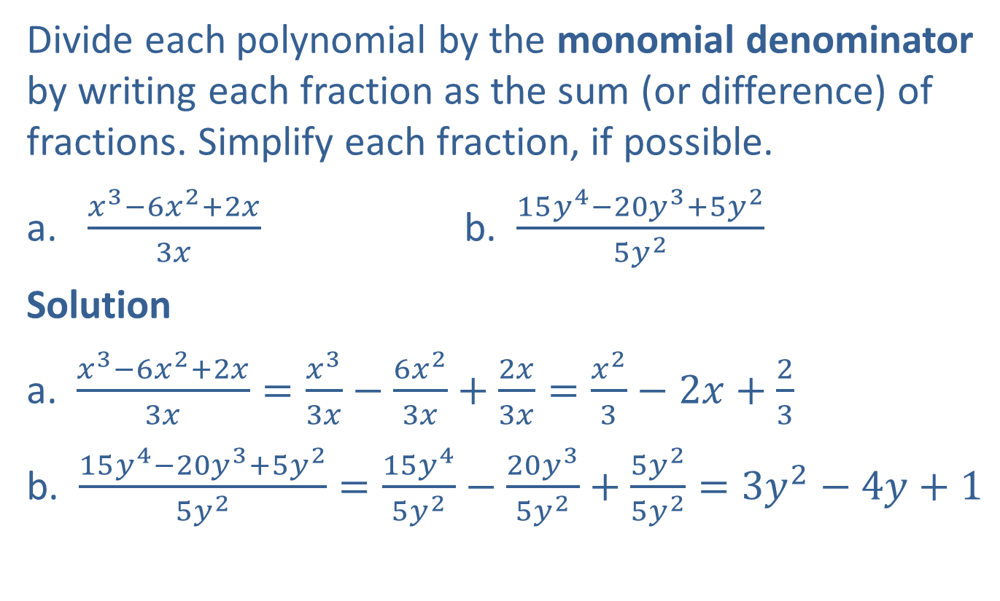 Divide each polynomial by the monomial denominator
by writing each fraction as the sum (or difference) of
fractions. Simplify each fraction, if possible.
a. \frac{x^3-6x^2+2x}{3x} b. \frac{15y^4-20y^3+5y^2}{5y^2}
Solution
a. \frac{x^3-6x^2+2x}{3x} = \frac{x^3}{3x} - \frac{6x^2}{3x} + \frac{2x}{3x} = \frac{x^2}{3} - 2x + \frac{2}{3}
b. \frac{15y^4-20y^3+5y^2}{5y^2} = \frac{15y^4}{5y^2} - \frac{20y^3}{5y^2} + \frac{5y^2}{5y^2} = 3y^2 - 4y + 1